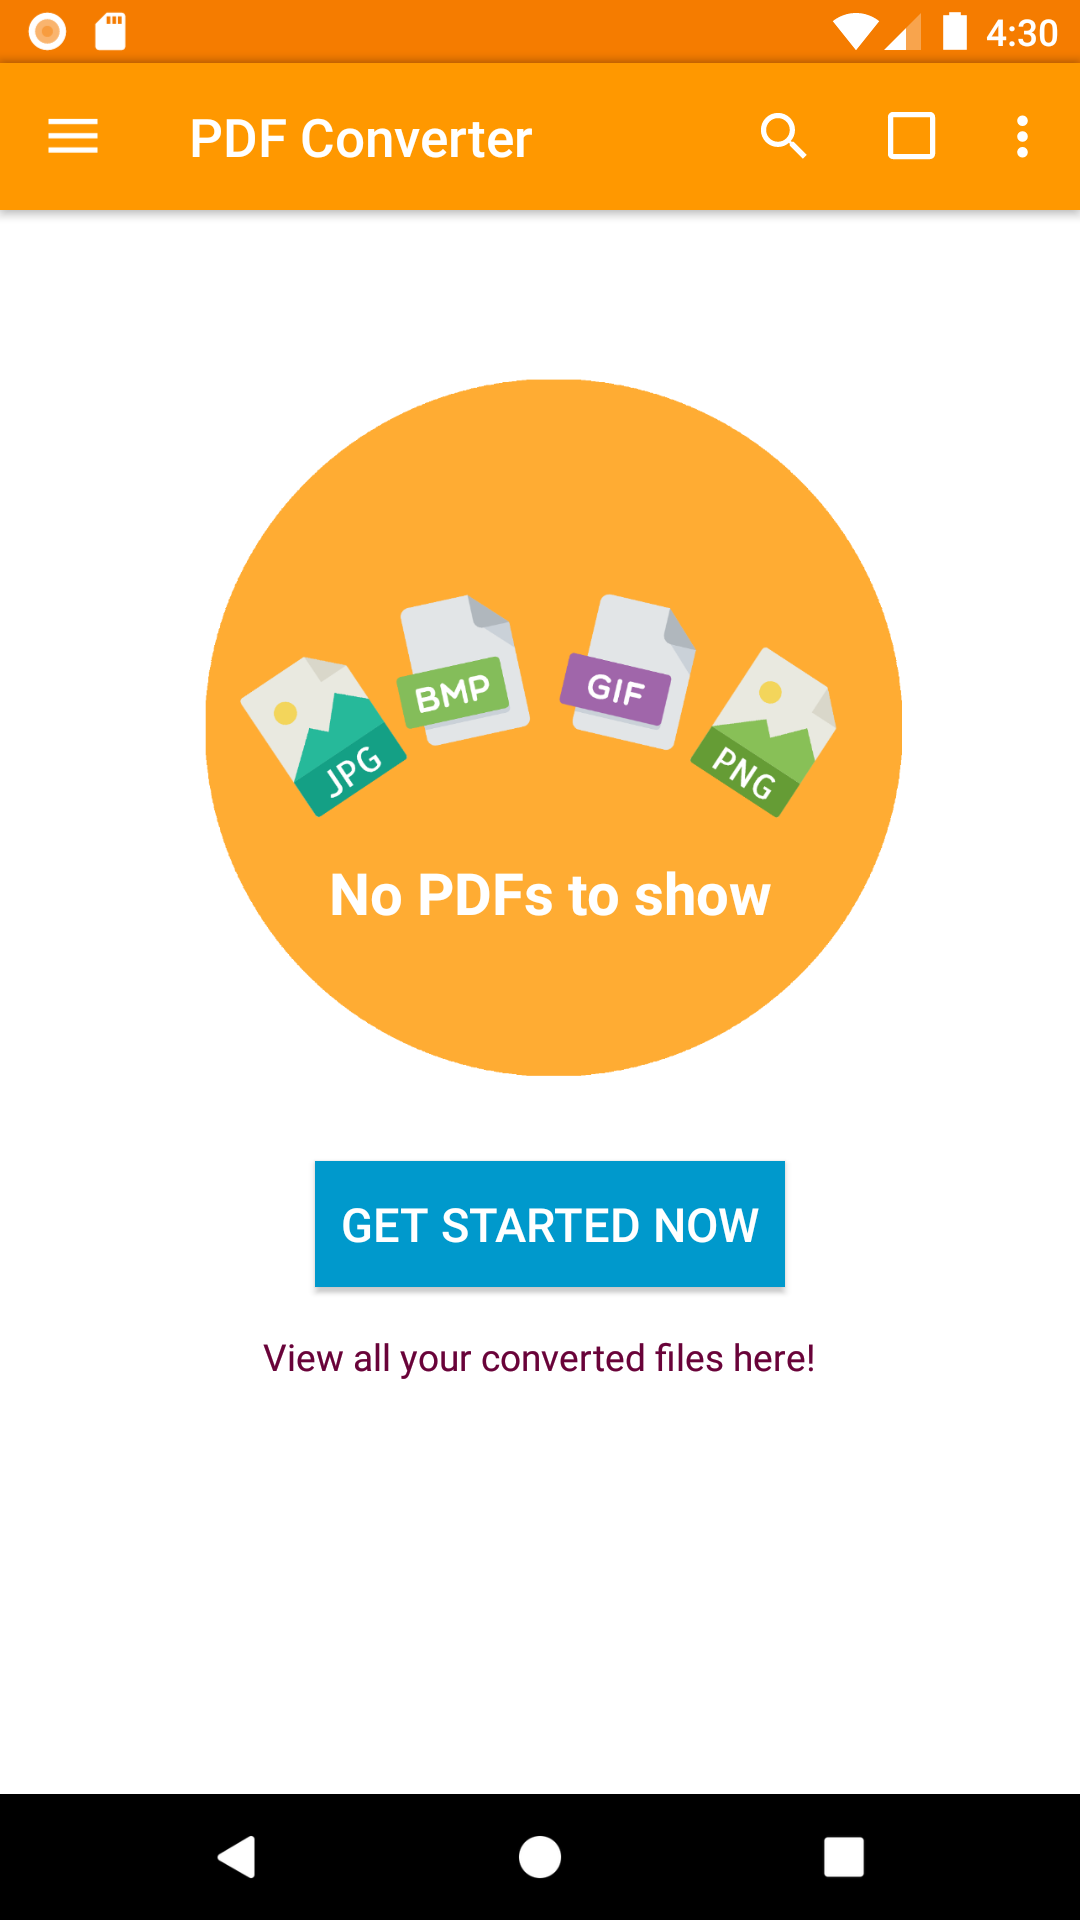 4:30
PDF Converter
BMP
GIF
JPG
PNG
No PDFs to show
GET STARTED NOW
View all your converted files here!